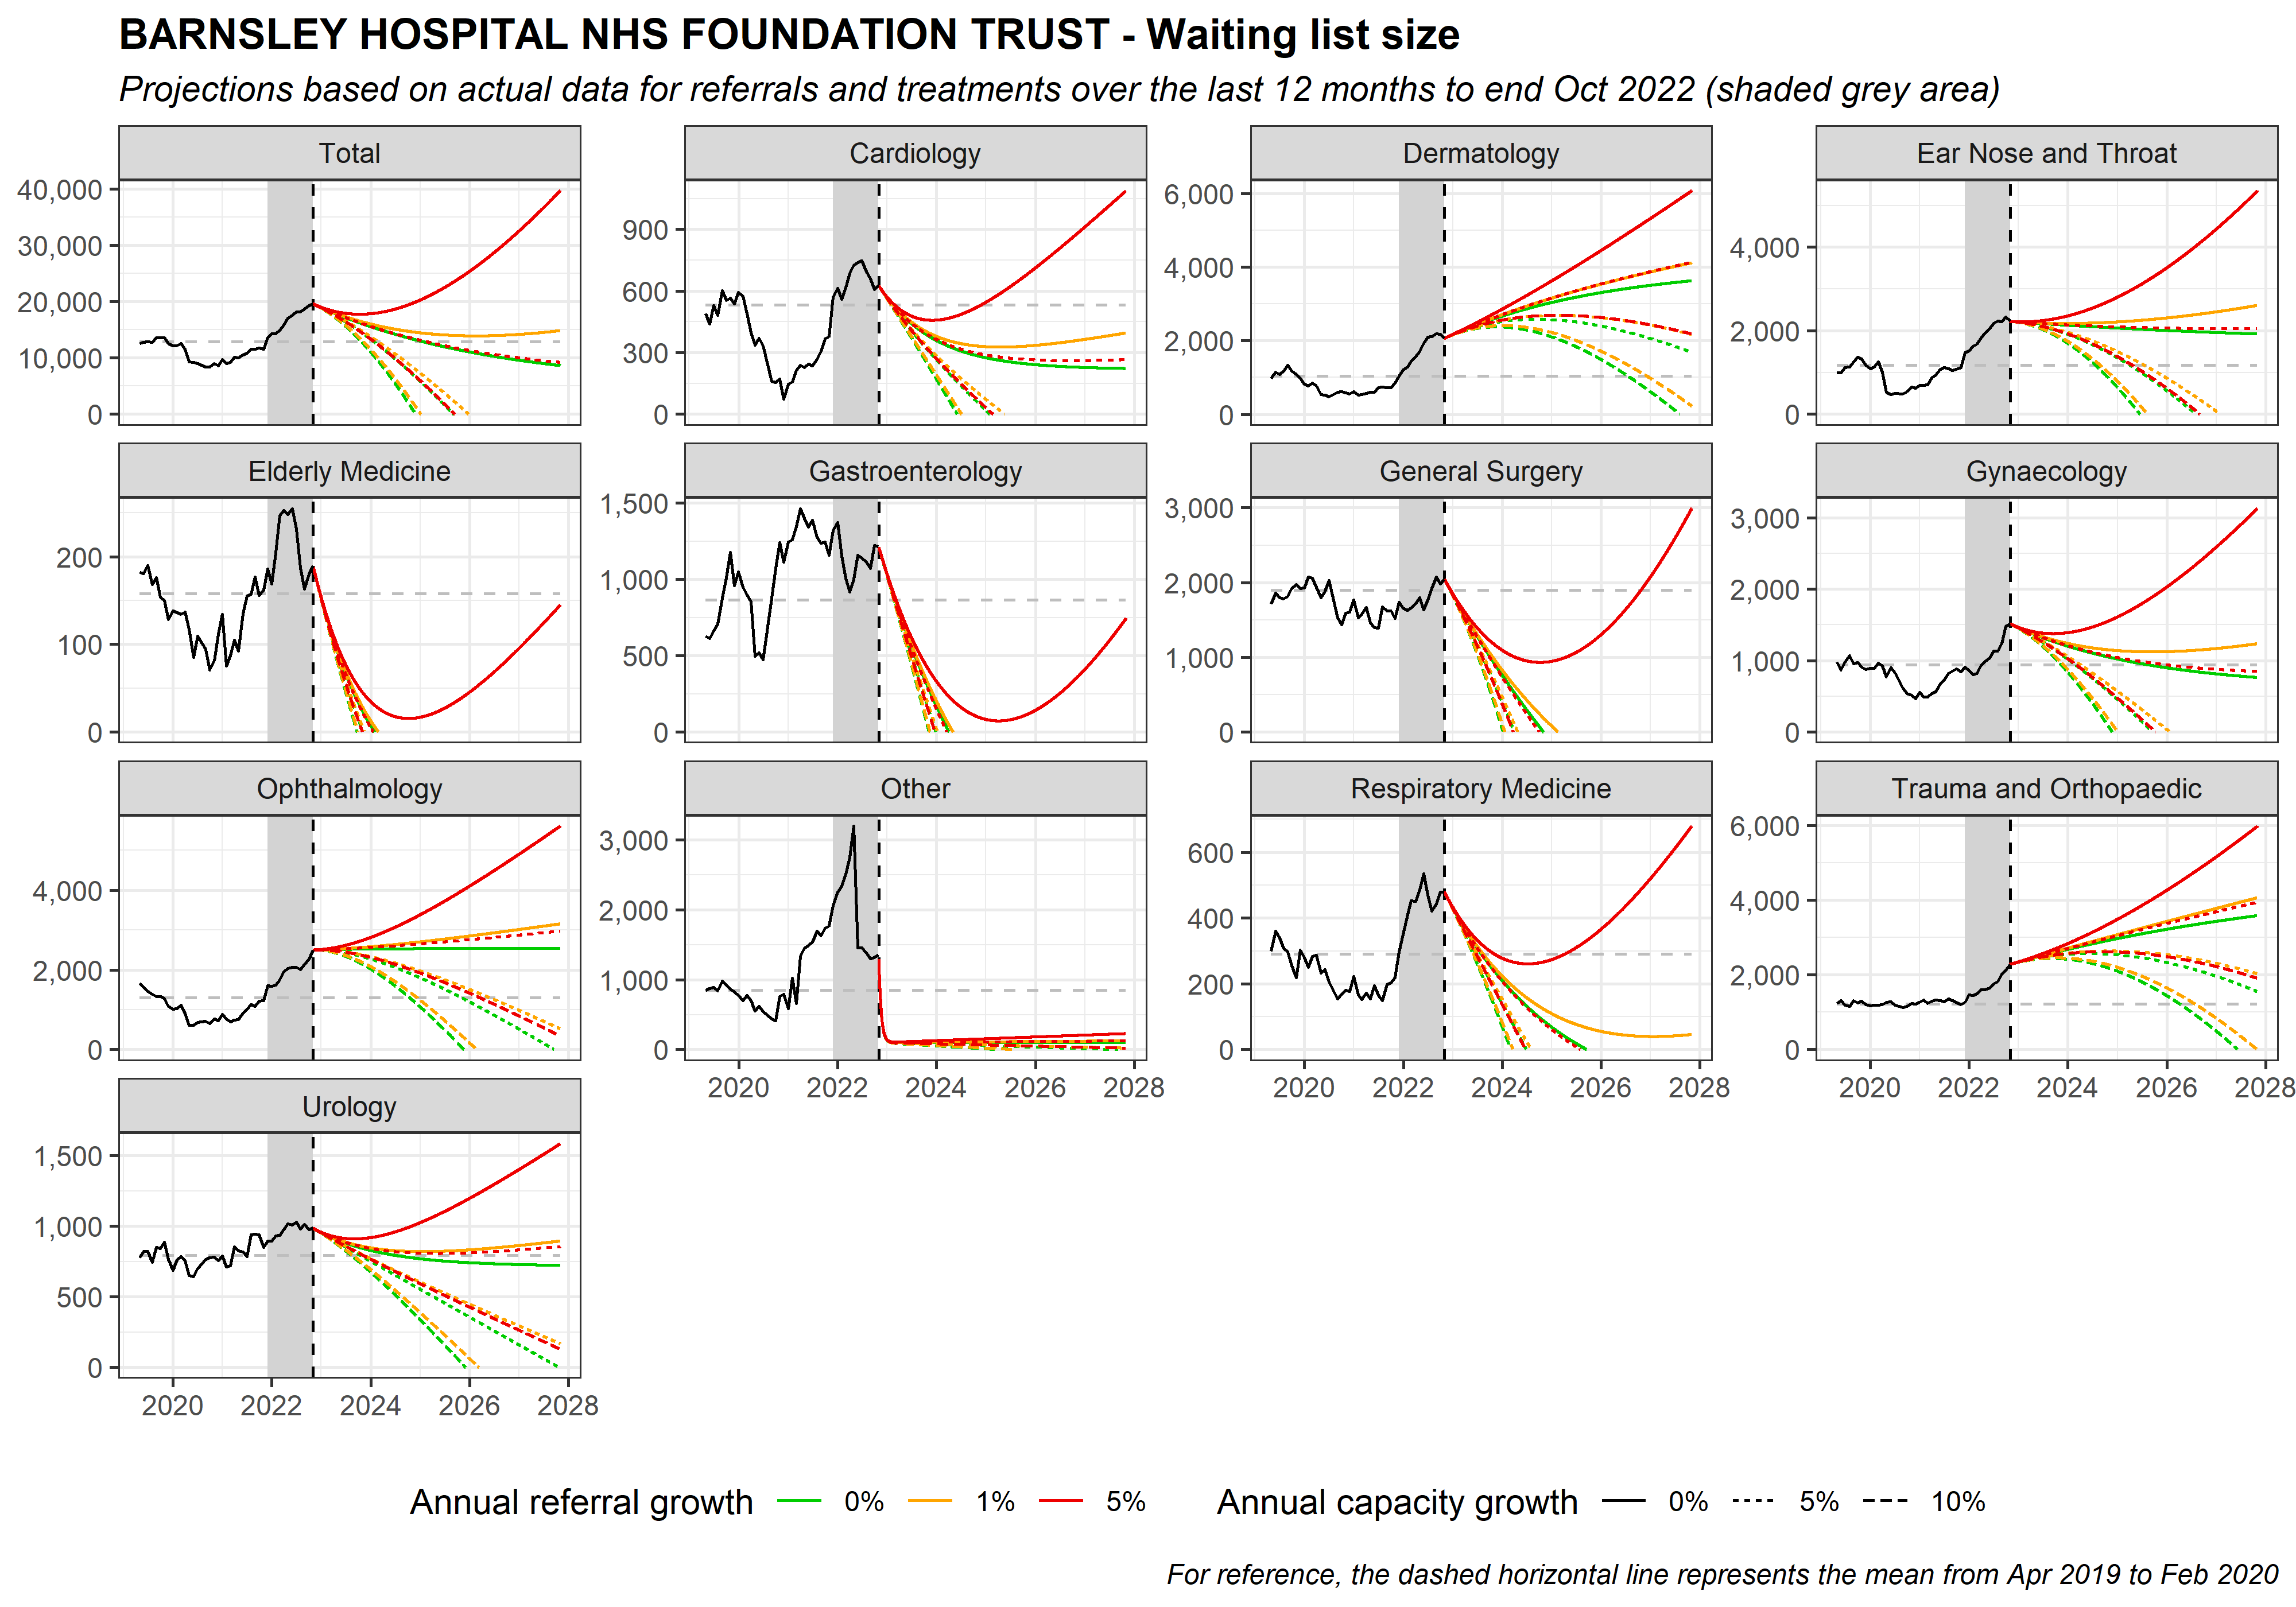 BARNSLEY HOSPITAL NHS FOUNDATION TRUST - Waiting list size
Projections based on actual data for referrals and treatments over the last 12 months to end Oct 2022 (shaded grey area)
Total
40,000
30,000
20,000
10,000
0
Cardiology
900
600
300
0
Dermatology
6,000
4,000
2,000
0
Ear Nose and Throat
4,000
2,000
0
Elderly Medicine
200
100
0
Gastroenterology
1,500
1,000
500
0
General Surgery
3,000
2,000
1,000
0
Gynaecology
3,000
2,000
1,000
0
Ophthalmology
4,000
2,000
0
Other
3,000
2,000
1,000
0
2020 2022 2024 2026 2028
Respiratory Medicine
600
400
200
0
2020 2022 2024 2026 2028
Trauma and Orthopaedic
6,000
4,000
2,000
0
2020 2022 2024 2026 2028
Urology
1,500
1,000
500
0
2020 2022 2024 2026 2028
Annual referral growth 0% 1% 5% Annual capacity growth 0% 5% 10%
For reference, the dashed horizontal line represents the mean from Apr 2019 to Feb 2020